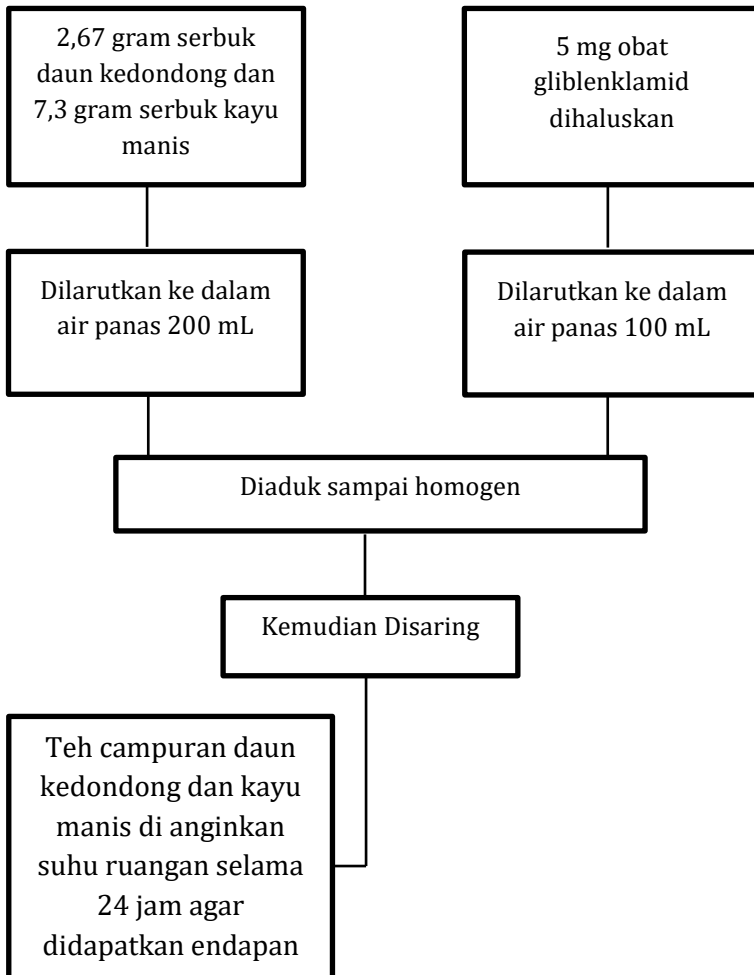 2,67 gram serbuk
daun kedondong dan
7,3 gram serbuk kayu
manis
5 mg obat
gliblenklamid
dihaluskan
Dilarutkan ke dalam
air panas 200 mL
Dilarutkan ke dalam
air panas 100 mL
Diaduk sampai homogen
Kemudian Disaring
Teh campuran daun
kedondong dan kayu
manis di anginkan
suhu ruangan selama
24 jam agar
didapatkan endapan